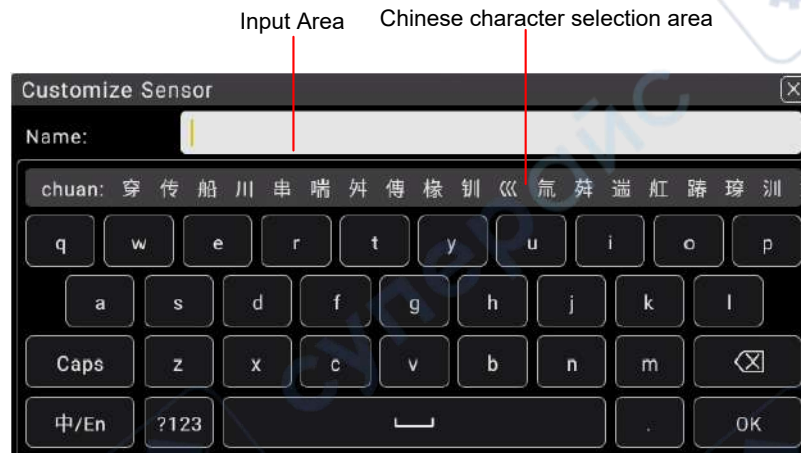 Input Area Chinese character selection area
Customize Sensor
Name:
chuan: 穿 传 船 川 串 喘 舛 傳 椽 钏 巛 氚 荈 遄 舡 踳 瑏 汌
q w e r t y u i o p
a s d f g h j k l
Caps z x c v b n m
中/En ?123 . OK
суперайс